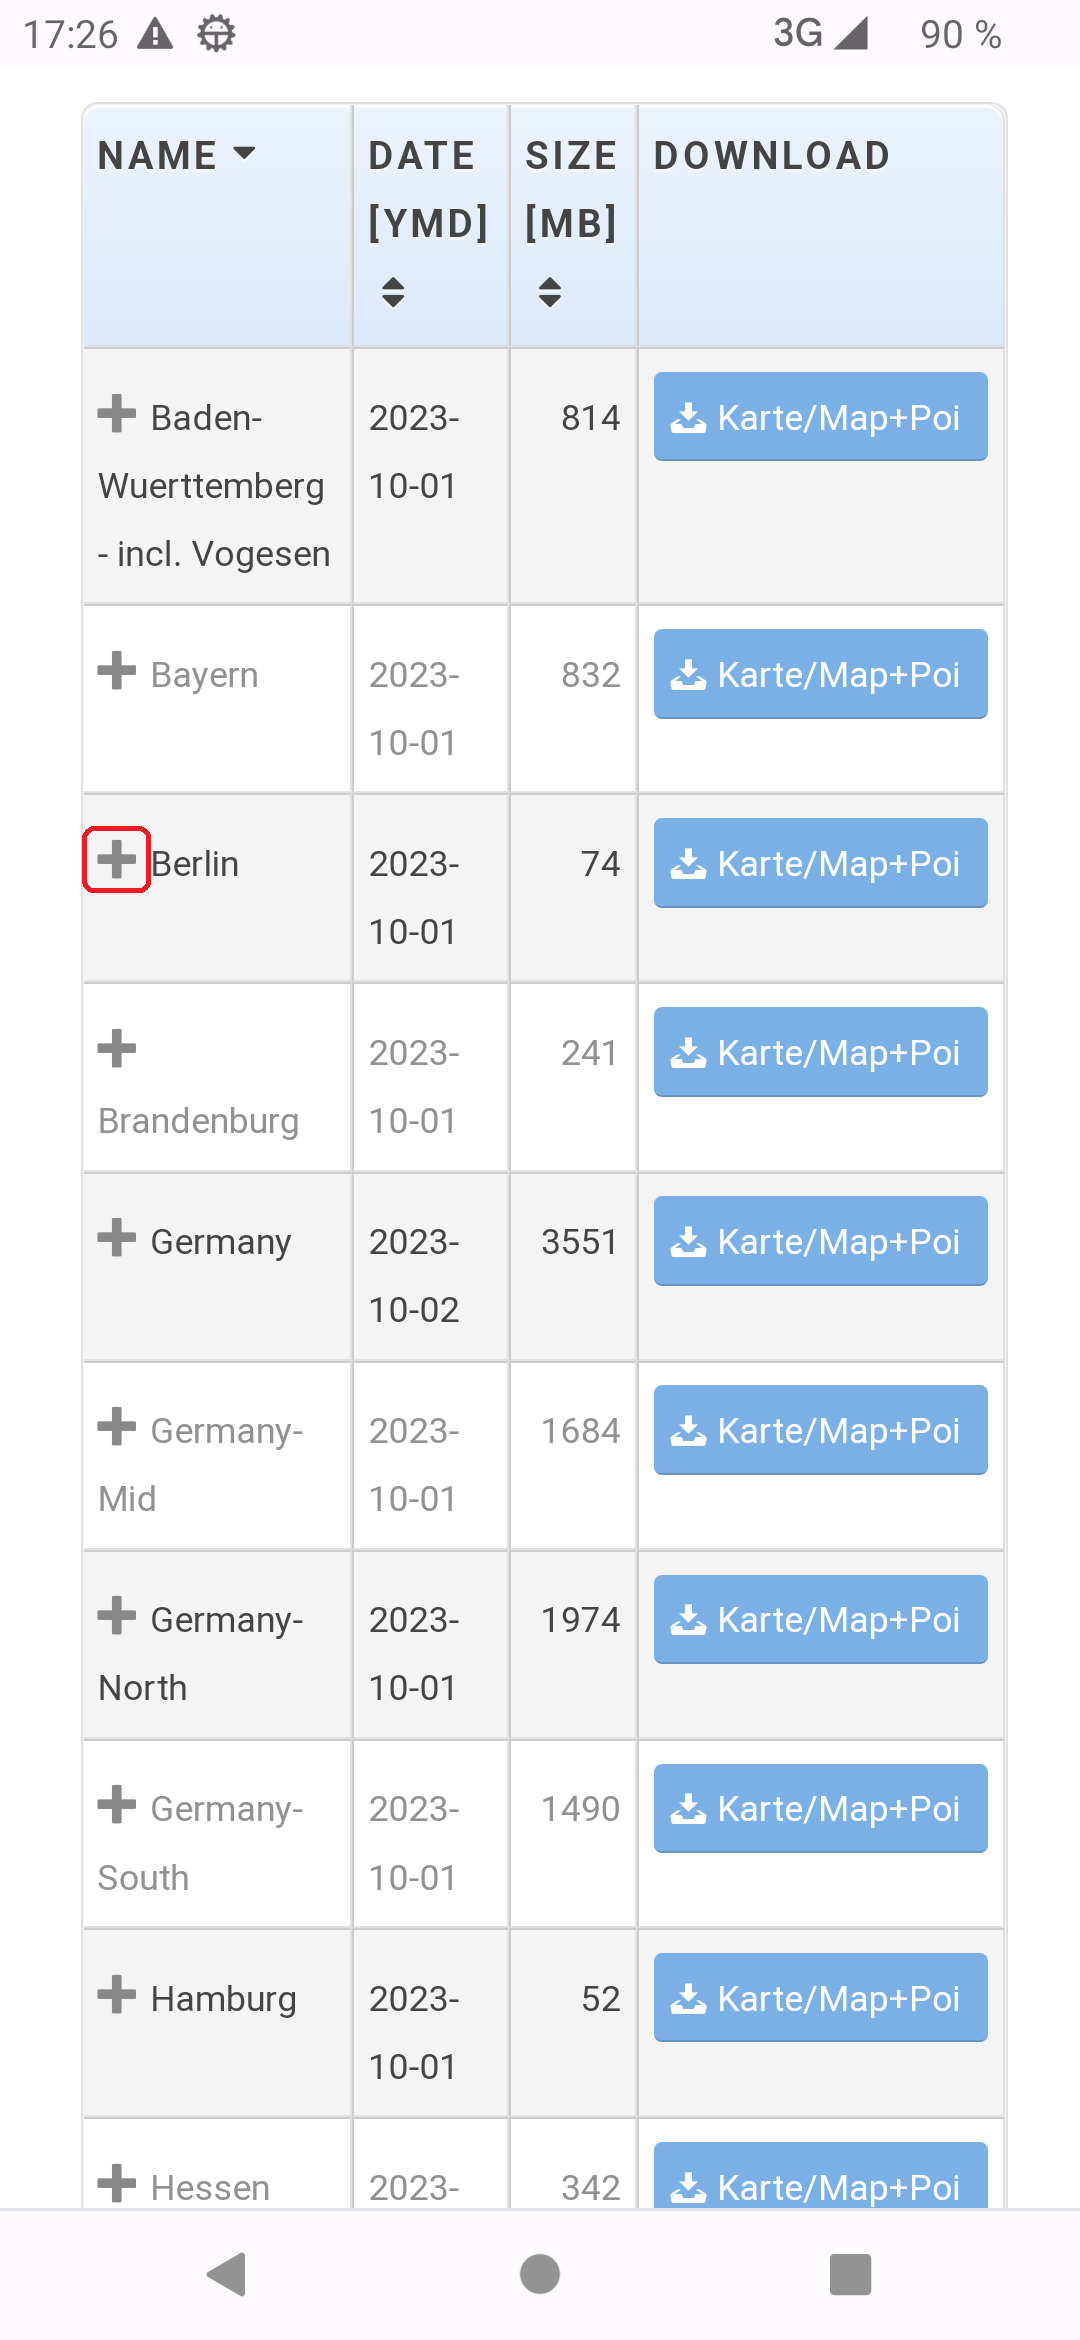 17:26 3G 90 %
NAME DATE SIZE DOWNLOAD
[YMD] [MB]
Baden- 2023- 814 Karte/Map+Poi
Wuerttemberg 10-01
- incl. Vogesen
Bayern 2023- 832 Karte/Map+Poi
10-01
Berlin 2023- 74 Karte/Map+Poi
10-01
2023- 241 Karte/Map+Poi
Brandenburg 10-01
Germany 2023- 3551 Karte/Map+Poi
10-02
Germany- 2023- 1684 Karte/Map+Poi
Mid 10-01
Germany- 2023- 1974 Karte/Map+Poi
North 10-01
Germany- 2023- 1490 Karte/Map+Poi
South 10-01
Hamburg 2023- 52 Karte/Map+Poi
10-01
Hessen 2023- 342 Karte/Map+Poi